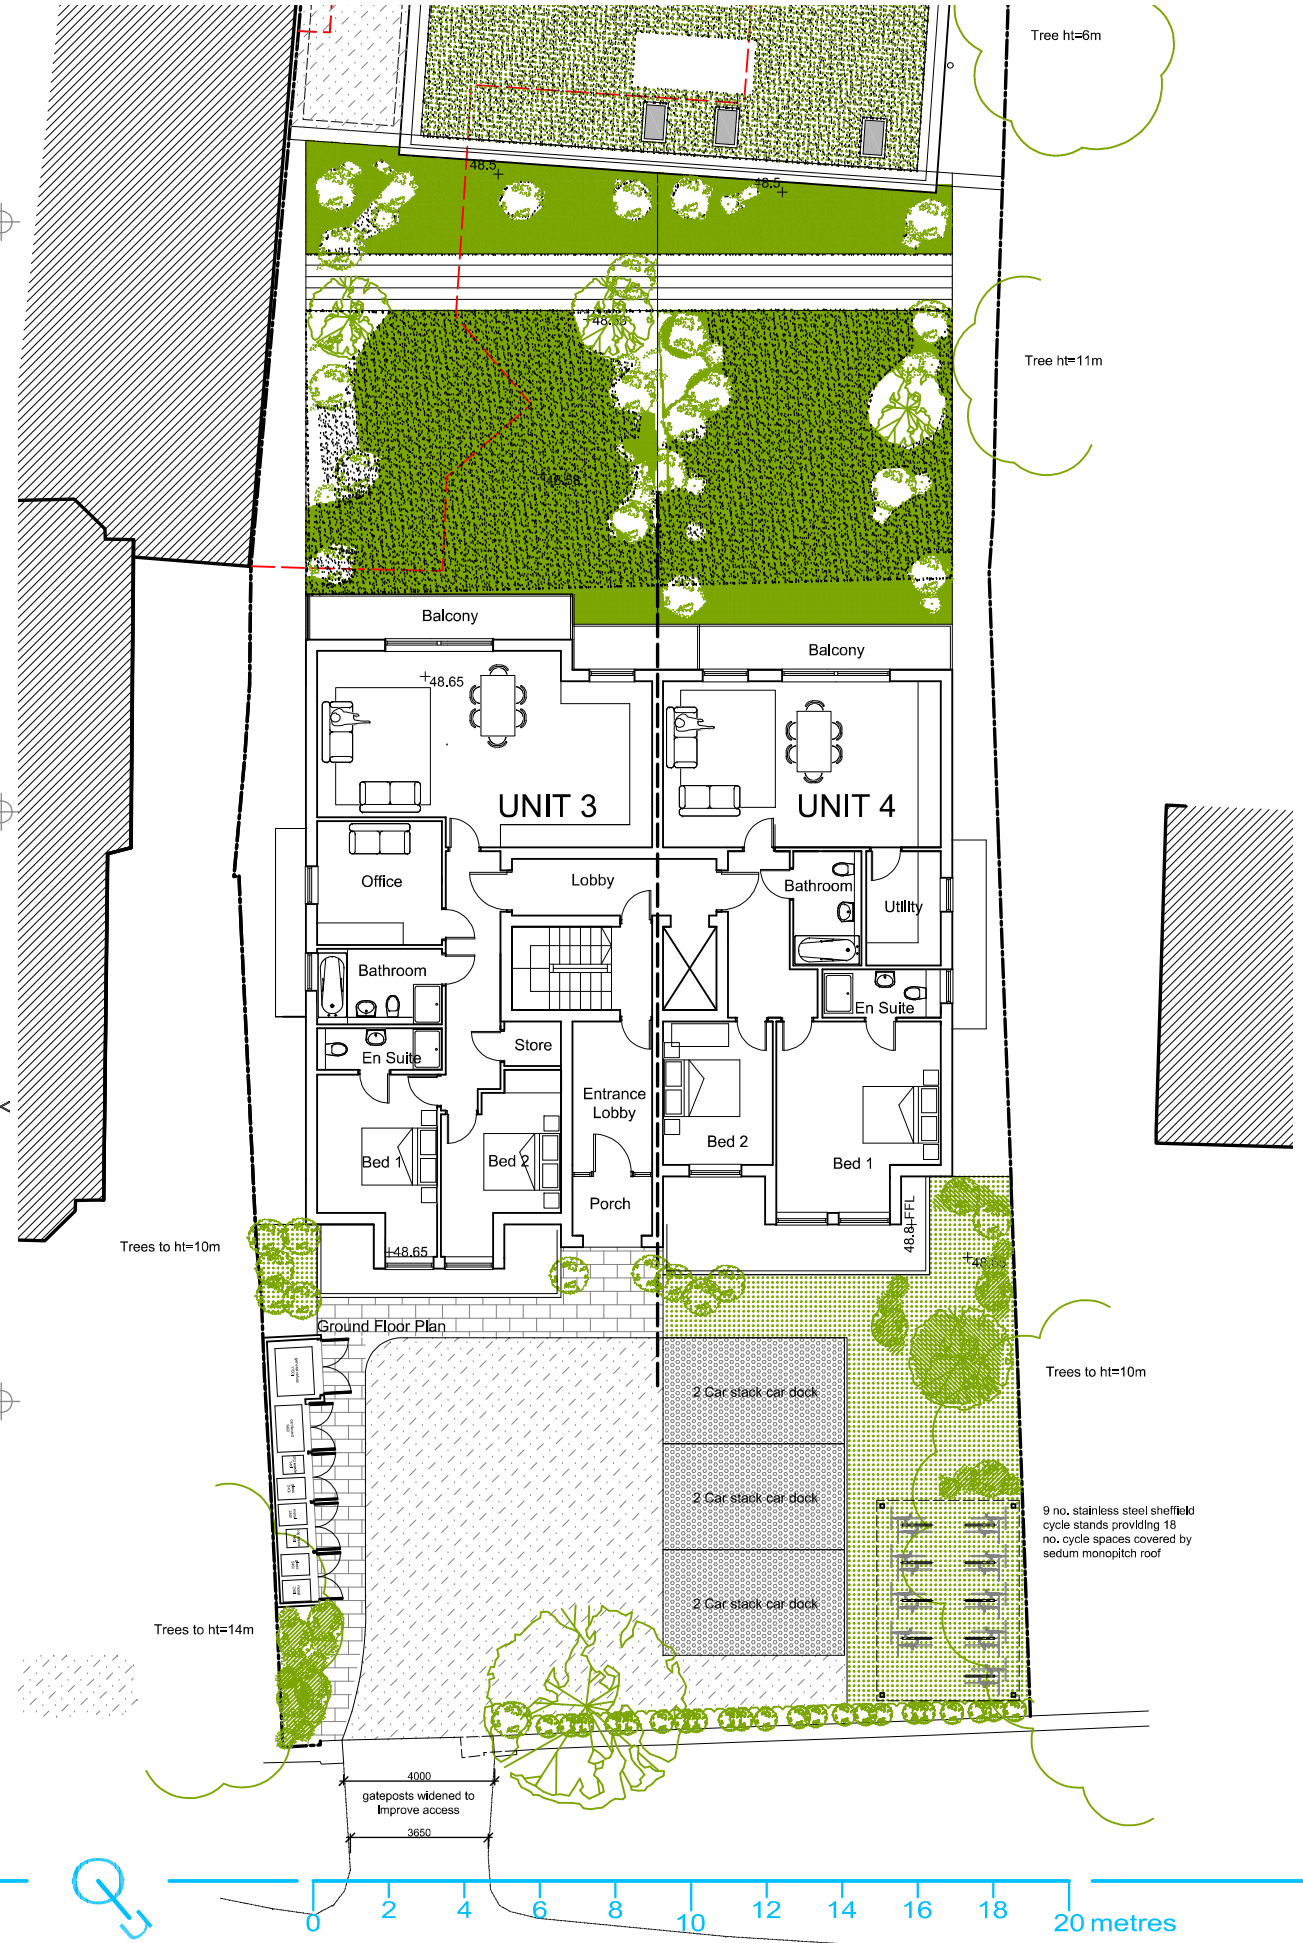 Tree ht=6m
48.5
48.5
Tree ht=11m
Balcony
Balcony
48.65
UNIT 3
UNIT 4
Office
Lobby
Bathroom
Utility
Bathroom
En Suite
Store
En Suite
Entrance
Lobby
Bed 2
Bed 1
Bed 1
Bed 2
Porch
48.8 FFL
48.65
Trees to ht=10m
Ground Floor Plan
2 Car stack car dock
Trees to ht=10m
2 Car stack car dock
9 no. stainless steel sheffield
cycle stands providing 18
no. cycle spaces covered by
sedum monopitch roof
2 Car stack car dock
Trees to ht=14m
4000
gateposts widened to
improve access
3650
0 2 4 6 8 10 12 14 16 18 20 metres